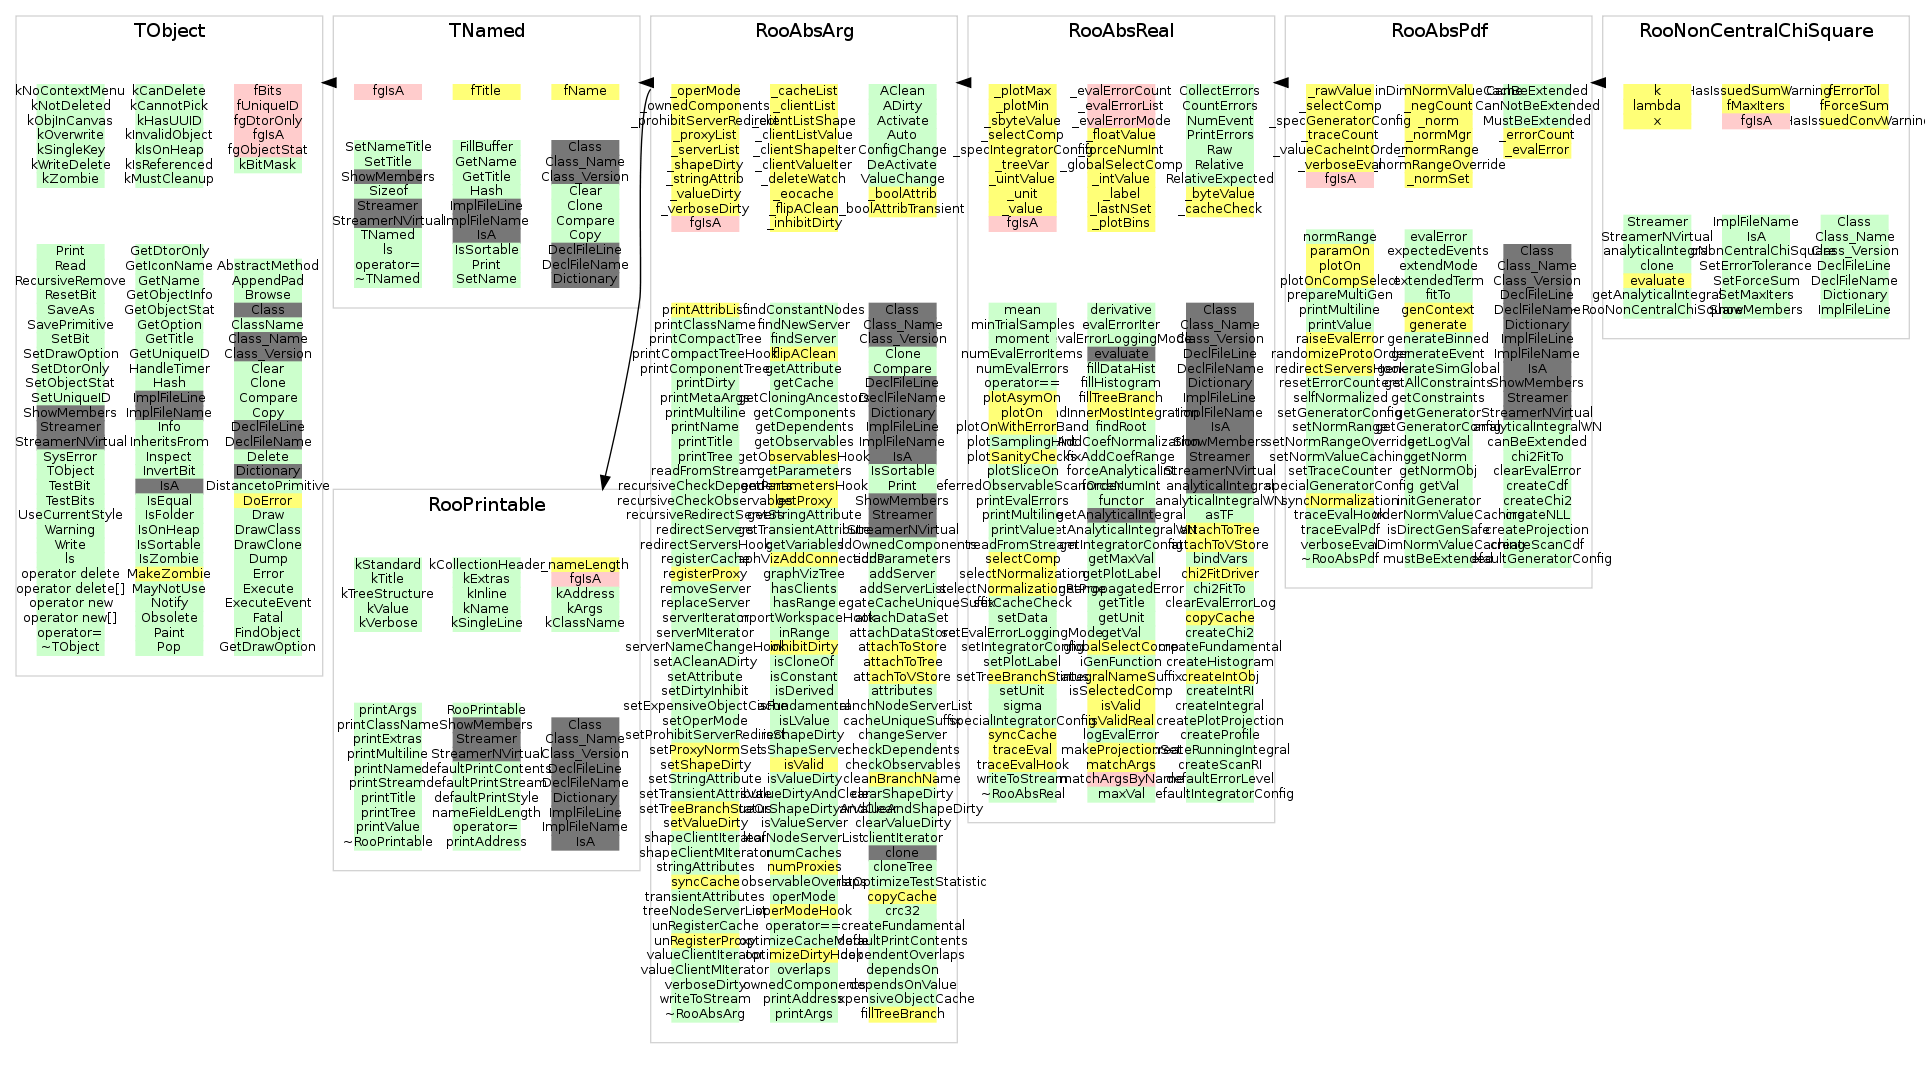 TObject
kNoContextMenu
kNotDeleted
kObjInCanvas
kOverwrite
kSingleKey
kWriteDelete
kZombie
kCanDelete
kCannotPick
kHasUUID
kInvalidObject
kIsOnHeap
kIsReferenced
kMustCleanup
fBits
fUniqueID
fgDtorOnly
fgIsA
fgObjectStat
kBitMask
Print
Read
RecursiveRemove
ResetBit
SaveAs
SavePrimitive
SetBit
SetDrawOption
SetDtorOnly
SetObjectStat
SetUniqueID
ShowMembers
Streamer
StreamerNVirtual
SysError
TObject
TestBit
TestBits
UseCurrentStyle
Warning
Write
ls
operator delete
operator delete[]
operator new
operator new[]
operator=
~TObject
GetDtorOnly
GetIconName
GetName
GetObjectInfo
GetObjectStat
GetOption
GetTitle
GetUniqueID
HandleTimer
Hash
ImplFileLine
ImplFileName
Info
InheritsFrom
Inspect
InvertBit
IsA
IsEqual
IsFolder
IsOnHeap
IsSortable
IsZombie
MakeZombie
MayNotUse
Notify
Obsolete
Paint
Pop
AbstractMethod
AppendPad
Browse
Class
ClassName
Class_Name
Class_Version
Clear
Clone
Compare
Copy
DeclFileLine
DeclFileName
Delete
Dictionary
DistancetoPrimitive
DoError
Draw
DrawClass
DrawClone
Dump
Error
Execute
ExecuteEvent
Fatal
FindObject
GetDrawOption
TNamed
fgIsA
fTitle
fName
SetNameTitle
SetTitle
ShowMembers
Sizeof
Streamer
StreamerNVirtual
TNamed
ls
operator=
~TNamed
FillBuffer
GetName
GetTitle
Hash
ImplFileLine
ImplFileName
IsA
IsSortable
Print
SetName
Class
Class_Name
Class_Version
Clear
Clone
Compare
Copy
DeclFileLine
DeclFileName
Dictionary
RooPrintable
kStandard
kTitle
kTreeStructure
kValue
kVerbose
kCollectionHeader
kExtras
kInline
kName
kSingleLine
_nameLength
fgIsA
kAddress
kArgs
kClassName
printArgs
printClassName
printExtras
printMultiline
printName
printStream
printTitle
printTree
printValue
~RooPrintable
RooPrintable
ShowMembers
Streamer
StreamerNVirtual
defaultPrintContents
defaultPrintStream
defaultPrintStyle
nameFieldLength
operator=
printAddress
Class
Class_Name
Class_Version
DeclFileLine
DeclFileName
Dictionary
ImplFileLine
ImplFileName
IsA
RooAbsArg
_operMode
_ownedComponents
_prohibitServerRedirect
_proxyList
_serverList
_shapeDirty
_stringAttrib
_valueDirty
_verboseDirty
fgIsA
_cacheList
_clientList
_clientListValue
_clientShapeIter
_clientValueIter
_deleteWatch
_eocache
_flipAClean
_inhibitDirty
AClean
ADirty
Activate
Auto
ConfigChange
DeActivate
ValueChange
_boolAttrib
_boolAttribTransient
printAttribList
printClassName
printCompactTree
printCompactTreeHook
printComponentTree
printDirty
printMetaArgs
printMultiline
printName
printTitle
printTree
readFromStream
recursiveCheckDependents
recursiveCheckObservables
recursiveRedirectServers
redirectServers
redirectServersHook
registerCache
registerProxy
removeServer
replaceServer
serverIterator
serverMIterator
serverNameChangeHook
setACleanADirty
setAttribute
setDirtyInhibit
setExpensiveObjectCache
setOperMode
setProhibitServerRedirect
setProxyNormSet
setShapeDirty
setStringAttribute
setTransientAttribute
setTreeBranchStatus
setValueDirty
shapeClientIterator
shapeClientMIterator
stringAttributes
syncCache
transientAttributes
treeNodeServerList
unRegisterCache
unRegisterProxy
valueClientIterator
valueClientMIterator
verboseDirty
writeToStream
~RooAbsArg
findConstantNodes
findNewServer
findServer
flipAClean
getAttribute
getCache
getCloningAncestors
getComponents
getDependents
getObservables
getObservablesHook
getParameters
getParametersHook
getProxy
getStringAttribute
getTransientAttribute
getVariables
graphVizTree
hasClients
hasRange
inRange
inhibitDirty
isCloneOf
isConstant
isDerived
isFundamental
isLValue
isShapeDirty
isShapeServer
isValid
isValueDirty
isValueServer
leafNodeServerList
numCaches
numProxies
observableOverlaps
operMode
operModeHook
operator==
optimizeCacheMode
optimizeDirtyHook
overlaps
ownedComponents
printAddress
printArgs
Class
Class_Name
Class_Version
Clone
Compare
DeclFileLine
DeclFileName
Dictionary
ImplFileLine
ImplFileName
IsA
IsSortable
Print
ShowMembers
Streamer
StreamerNVirtual
addOwnedComponents
addParameters
addServer
addServerList
attachDataSet
attachDataStore
attachToStore
attachToTree
attachToVStore
attributes
branchNodeServerList
cacheUniqueSuffix
changeServer
checkDependents
checkObservables
cleanBranchName
clearShapeDirty
clearValueDirty
clientIterator
clone
cloneTree
copyCache
crc32
createFundamental
defaultPrintContents
dependentOverlaps
dependsOn
dependsOnValue
expensiveObjectCache
fillTreeBranch
RooAbsReal
_plotMax
_plotMin
_sbyteValue
_selectComp
_specIntegratorConfig
_treeVar
_uintValue
_unit
_value
fgIsA
_evalErrorCount
_evalErrorList
_evalErrorMode
_floatValue
_forceNumInt
_globalSelectComp
_intValue
_label
_lastNSet
_plotBins
CollectErrors
CountErrors
NumEvent
PrintErrors
Raw
Relative
RelativeExpected
_byteValue
_cacheCheck
mean
minTrialSamples
moment
numEvalErrorItems
numEvalErrors
operator==
plotAsymOn
plotOn
plotOnWithErrorBand
plotSamplingHint
plotSanityChecks
plotSliceOn
printEvalErrors
printMultiline
printValue
readFromStream
selectComp
selectNormalization
selectNormalizationRange
setCacheCheck
setData
setEvalErrorLoggingMode
setIntegratorConfig
setPlotLabel
setTreeBranchStatus
setUnit
sigma
specialIntegratorConfig
syncCache
traceEval
traceEvalHook
writeToStream
~RooAbsReal
derivative
evalErrorIter
evalErrorLoggingMode
evaluate
fillDataHist
fillHistogram
fillTreeBranch
findInnerMostIntegration
findRoot
fixAddCoefNormalization
fixAddCoefRange
forceAnalyticalInt
forceNumInt
functor
getAnalyticalIntegral
getAnalyticalIntegralWN
getIntegratorConfig
getMaxVal
getPlotLabel
getPropagatedError
getTitle
getUnit
getVal
globalSelectComp
iGenFunction
integralNameSuffix
isSelectedComp
isValid
isValidReal
logEvalError
makeProjectionSet
matchArgs
matchArgsByName
maxVal
Class
Class_Name
Class_Version
DeclFileLine
DeclFileName
Dictionary
ImplFileLine
ImplFileName
IsA
ShowMembers
Streamer
StreamerNVirtual
analyticalIntegral
analyticalIntegralWN
asTF
attachToTree
attachToVStore
bindVars
chi2FitDriver
chi2FitTo
clearEvalErrorLog
copyCache
createChi2
createFundamental
createHistogram
createIntObj
createIntRI
createIntegral
createPlotProjection
createProfile
createRunningIntegral
createScanRI
defaultErrorLevel
defaultIntegratorConfig
RooAbsPdf
_rawValue
_selectComp
_specGeneratorConfig
_traceCount
_valueCacheIntOrder
_verboseEval
fgIsA
_minDimNormValueCache
_negCount
_norm
_normMgr
_normRange
_normRangeOverride
_normSet
CanBeExtended
CanNotBeExtended
MustBeExtended
_errorCount
_evalError
normRange
paramOn
plotOn
plotOnCompSelect
prepareMultiGen
printMultiline
printValue
raiseEvalError
randomizeProtoOrder
redirectServersHook
resetErrorCounters
selfNormalized
setGeneratorConfig
setNormRange
setNormRangeOverride
setNormValueCaching
setTraceCounter
specialGeneratorConfig
syncNormalization
traceEvalHook
traceEvalPdf
verboseEval
~RooAbsPdf
evalError
expectedEvents
extendMode
extendedTerm
fitTo
genContext
generate
generateBinned
generateEvent
generateSimGlobal
getAllConstraints
getConstraints
getGenerator
getGeneratorConfig
getLogVal
getNorm
getNormObj
getVal
initGenerator
isDirectGenSafe
mustBeExtended
Class
Class_Name
Class_Version
DeclFileLine
DeclFileName
Dictionary
ImplFileLine
ImplFileName
IsA
ShowMembers
Streamer
StreamerNVirtual
analyticalIntegralWN
canBeExtended
chi2FitTo
clearEvalError
createCdf
createChi2
createNLL
createProjection
createScanCdf
defaultGeneratorConfig
RooNonCentralChiSquare
k
lambda
x
fHasIssuedSumWarning
fMaxIters
fgIsA
fErrorTol
fForceSum
fHasIssuedConvWarning
Streamer
StreamerNVirtual
analyticalIntegral
clone
evaluate
getAnalyticalIntegral
~RooNonCentralChiSquare
ImplFileName
IsA
RooNonCentralChiSquare
SetErrorTolerance
SetForceSum
SetMaxIters
ShowMembers
Class
Class_Name
Class_Version
DeclFileLine
DeclFileName
Dictionary
ImplFileLine